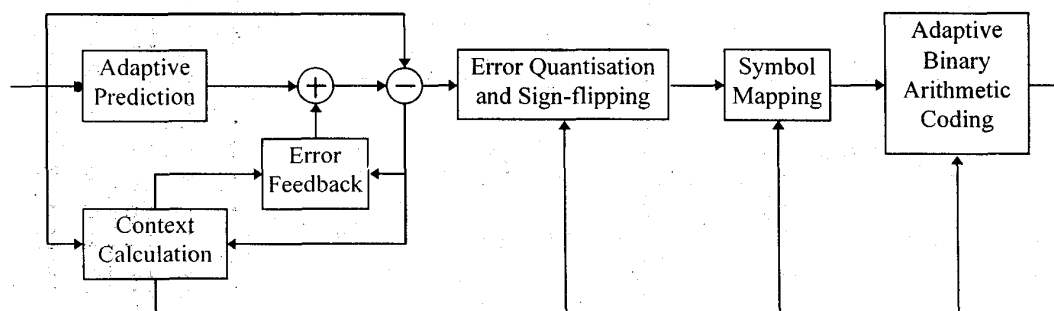 Adaptive
Prediction
+
−
Error Quantisation
and Sign-flipping
Symbol
Mapping
Adaptive
Binary
Arithmetic
Coding
Error
Feedback
Context
Calculation